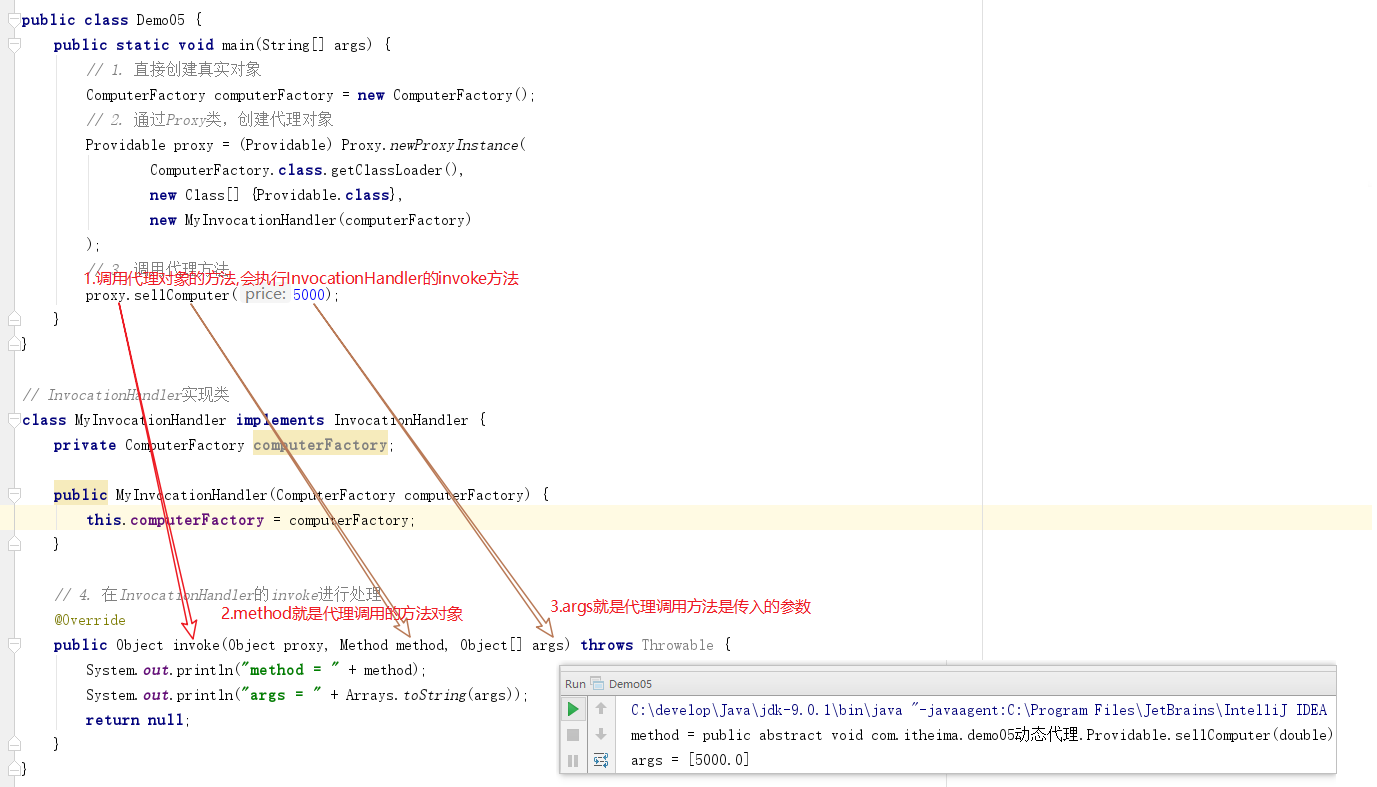 public class Demo05 {
public static void main(String[] args) {
// 1. 直接创建真实对象
ComputerFactory computerFactory = new ComputerFactory();
// 2. 通过Proxy类，创建代理对象
Providable proxy = (Providable) Proxy.newProxyInstance(
ComputerFactory.class.getClassLoader(),
new Class[] {Providable.class},
new MyInvocationHandler(computerFactory)
);
// 3. 调用代理方法
1.调用代理对象的方法,会执行InvocationHandler的invoke方法
proxy.sellComputer( price: 5000);
}
}
// InvocationHandler实现类
class MyInvocationHandler implements InvocationHandler {
private ComputerFactory computerFactory;
public MyInvocationHandler(ComputerFactory computerFactory) {
this.computerFactory = computerFactory;
}
// 4. 在InvocationHandler的invoke进行处理
2.method就是代理调用的方法对象
3.args就是代理调用方法是传入的参数
@Override
public Object invoke(Object proxy, Method method, Object[] args) throws Throwable {
System.out.println("method = " + method);
System.out.println("args = " + Arrays.toString(args));
return null;
}
}
Run Demo05
C:\develop\Java\jdk-9.0.1\bin\java "-javaagent:C:\Program Files\JetBrains\IntelliJ IDEA
method = public abstract void com.itheima.demo05动态代理.Providable.sellComputer(double)
args = [5000.0]